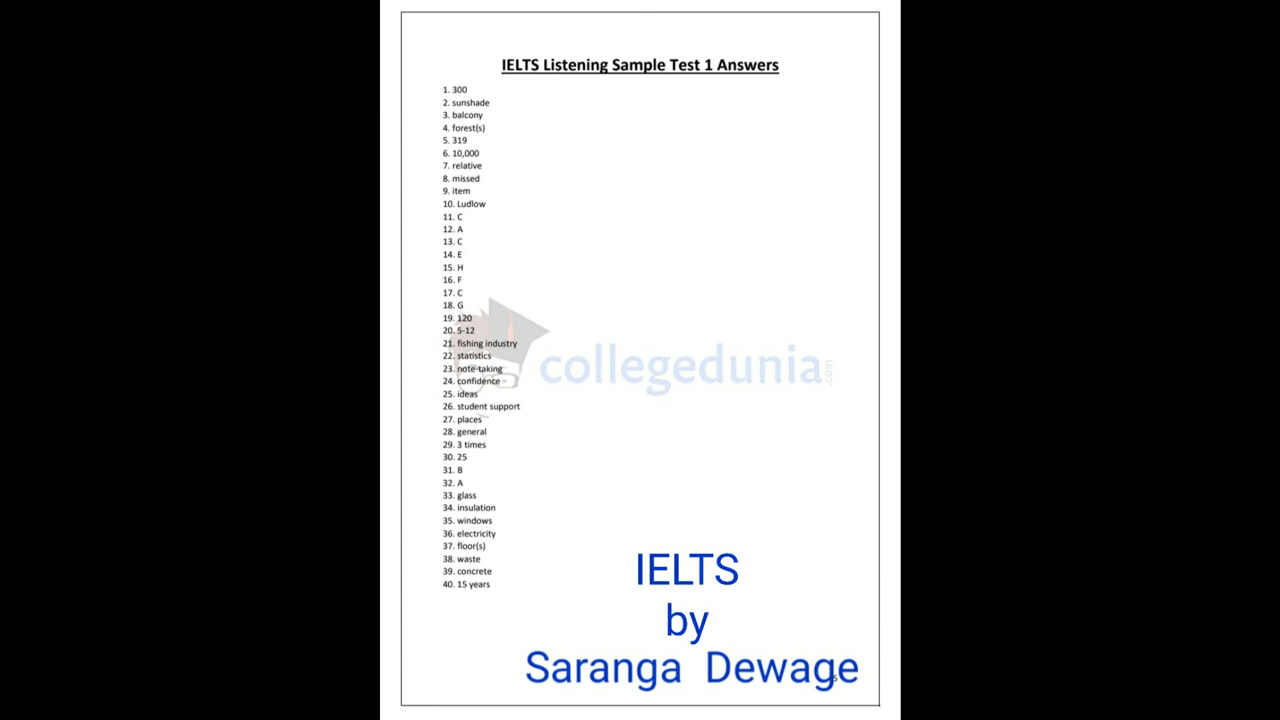 IELTS Listening Sample Test 1 Answers
1. 300
2. sunshade
3. balcony
4. forest(s)
5. 319
6. 10,000
7. relative
8. missed
9. item
10. Ludlow
11. C
12. A
13. C
14. E
15. H
16. F
17. C
18. G
19. 120
20. 5-12
21. fishing industry
22. statistics
23. note-taking
24. confidence
25. ideas
26. student support
27. places
28. general
29. 3 times
30. 25
31. B
32. A
33. glass
34. insulation
35. windows
36. electricity
37. floor(s)
38. waste
39. concrete
40. 15 years
collegedunia.com
IELTS
by
Saranga Dewage